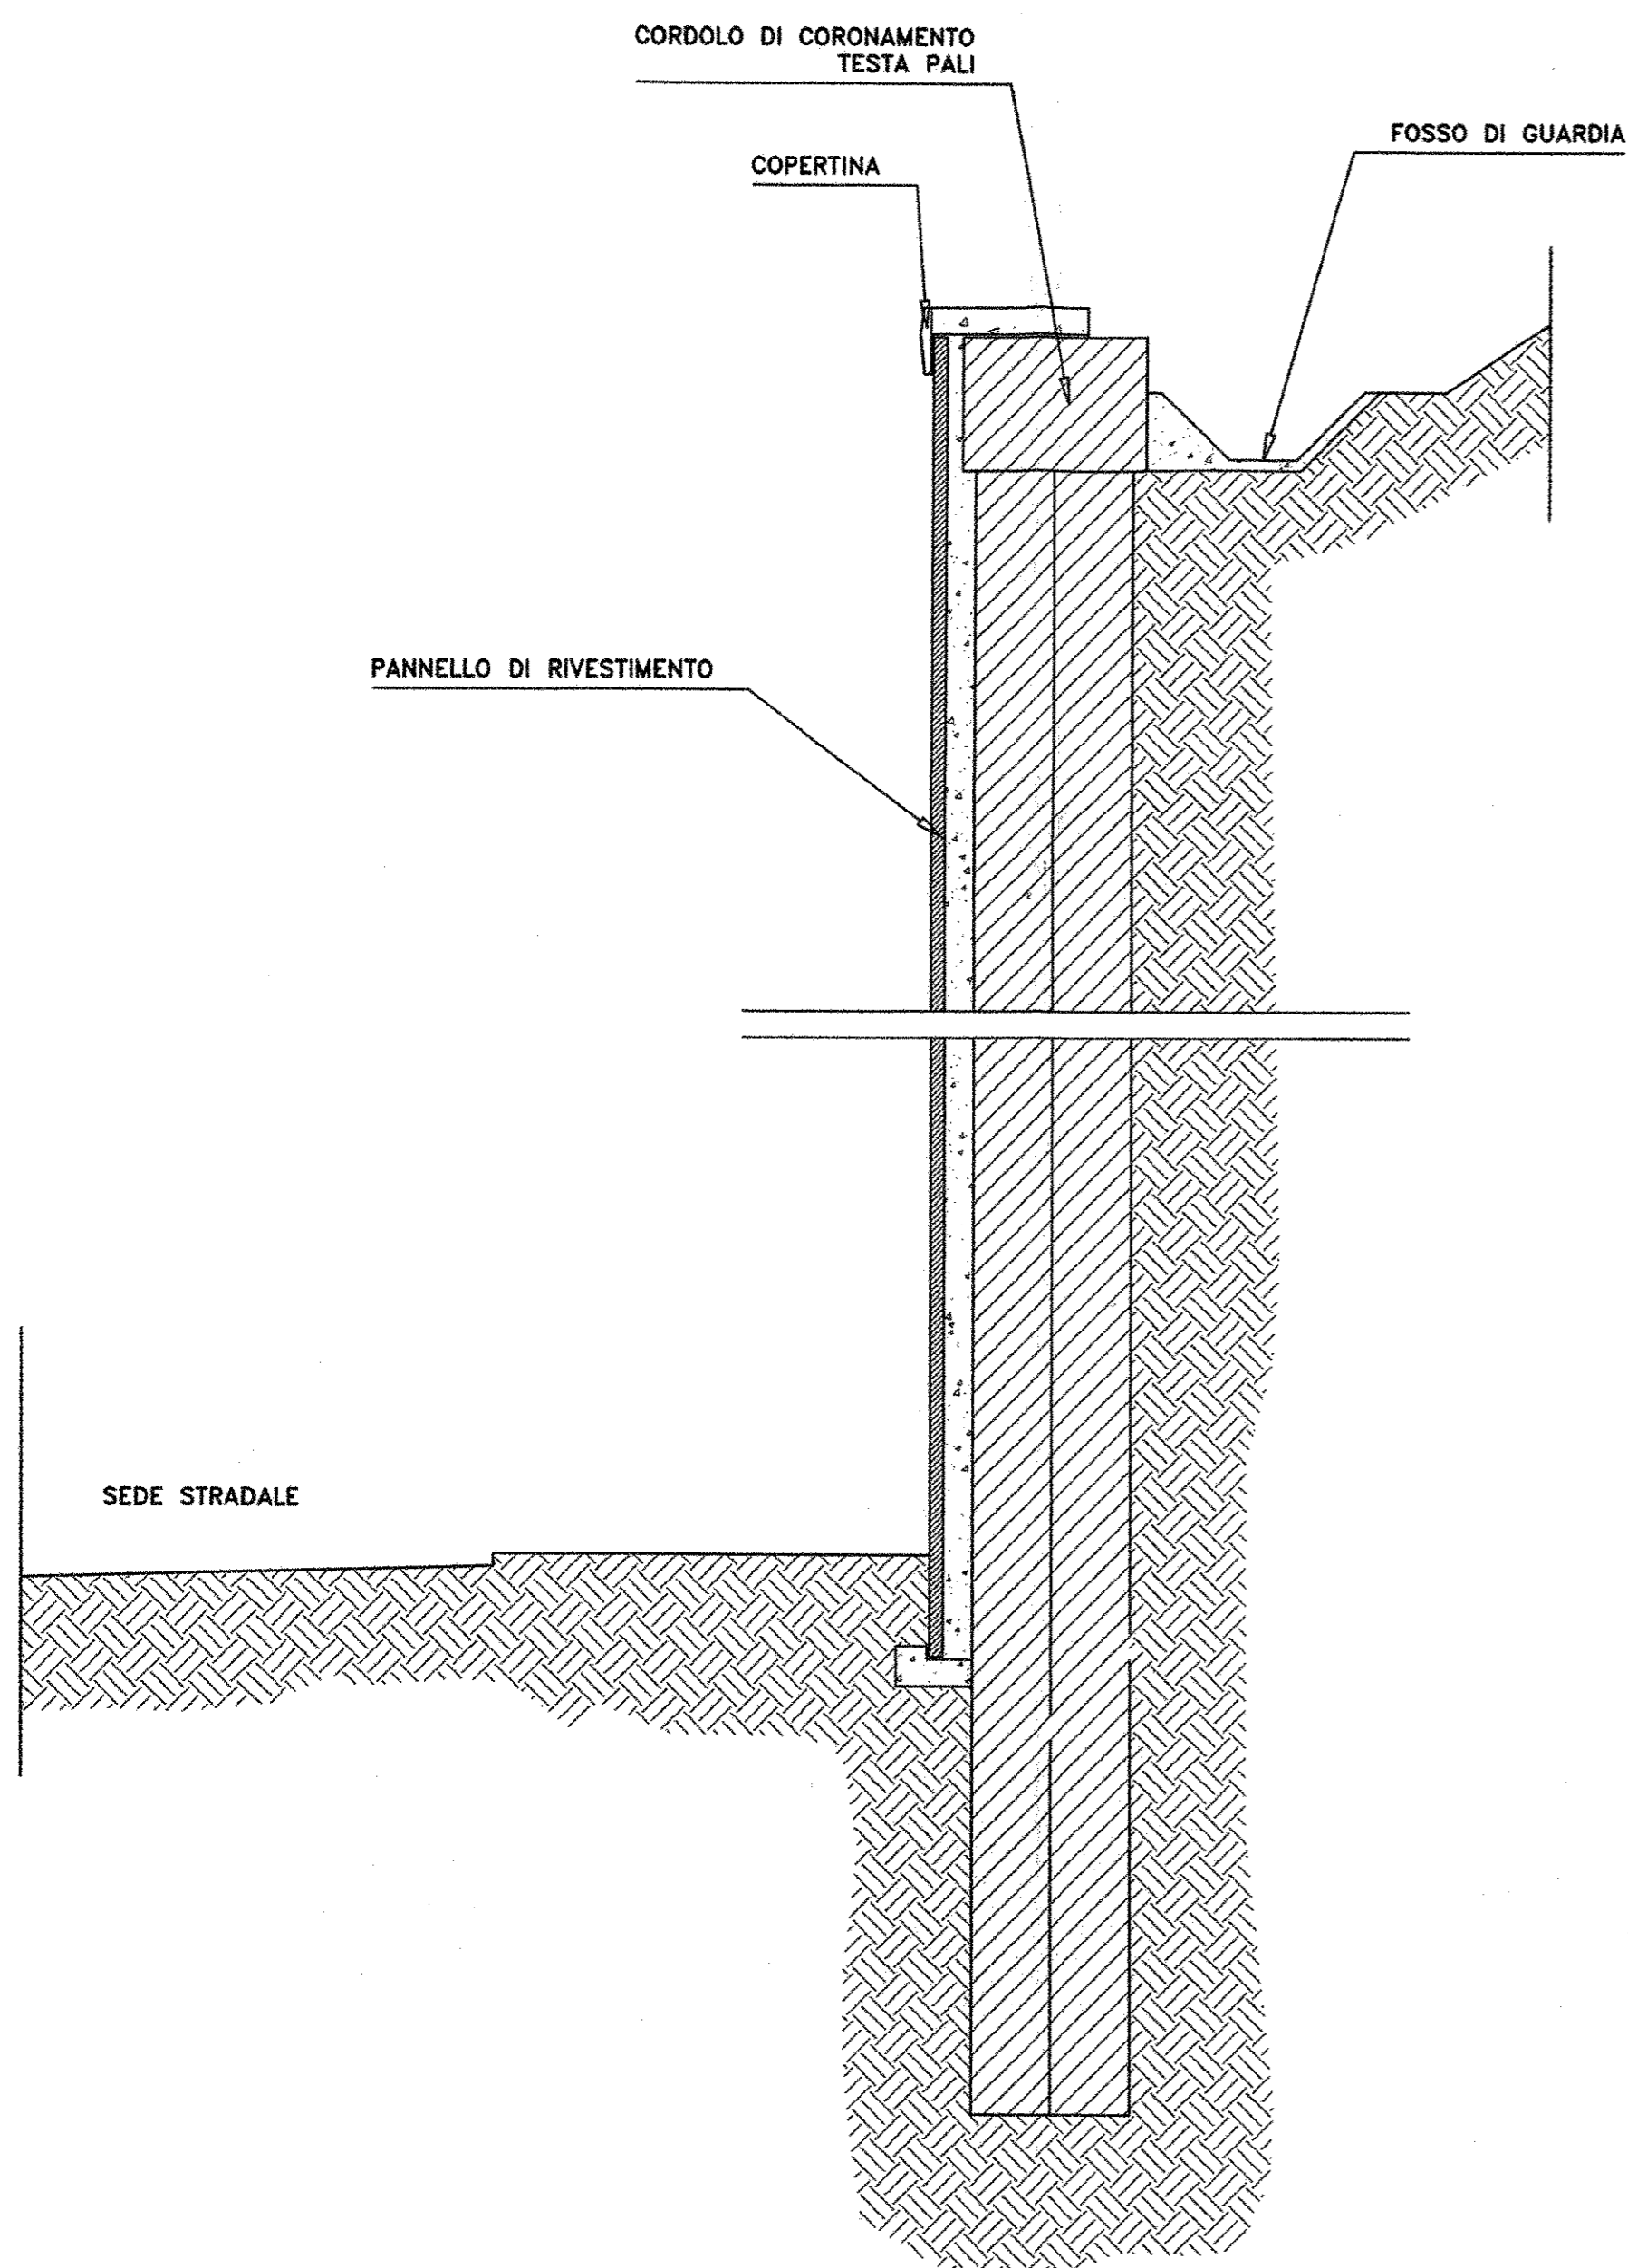 CORDOLO DI CORONAMENTO
TESTA PALI
FOSSO DI GUARDIA
COPERTINA
PANNELLO DI RIVESTIMENTO
SEDE STRADALE